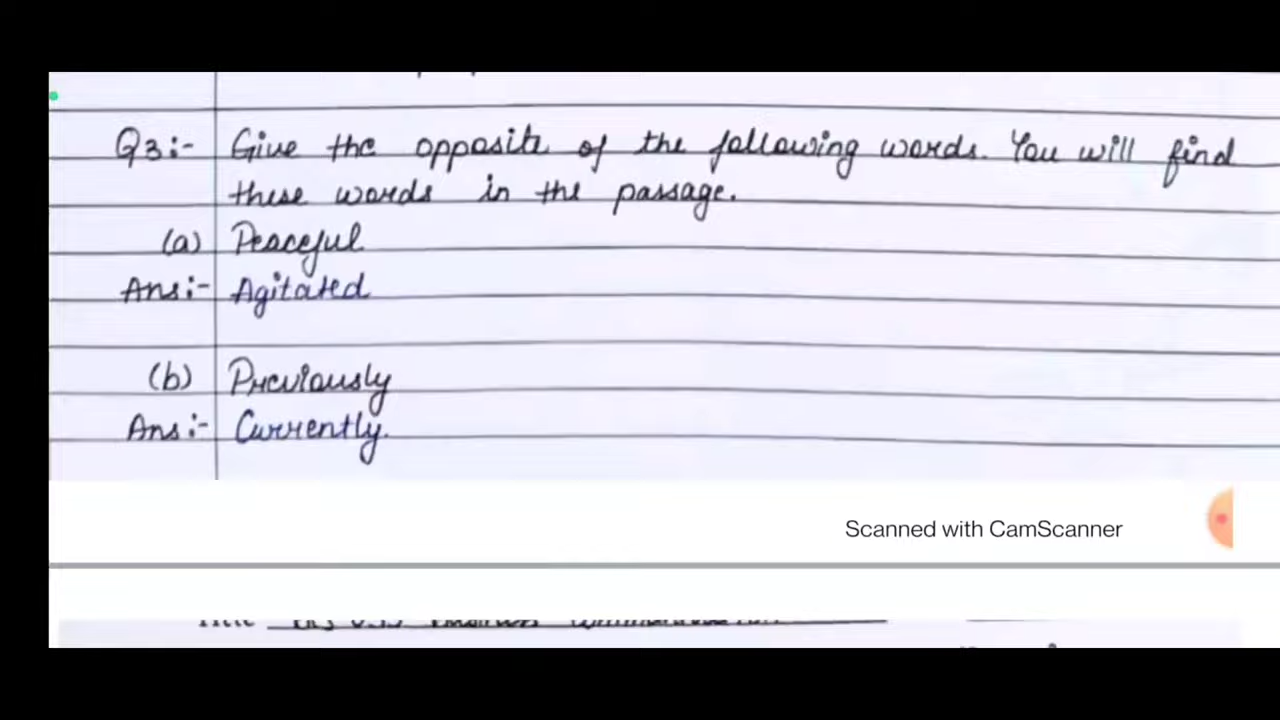 Q3:- Give the opposite of the following words. You will find
these words in the passage.
(a) Peaceful
Ans:- Agitated
(b) Previously
Ans:- Currently.
Scanned with CamScanner
Title